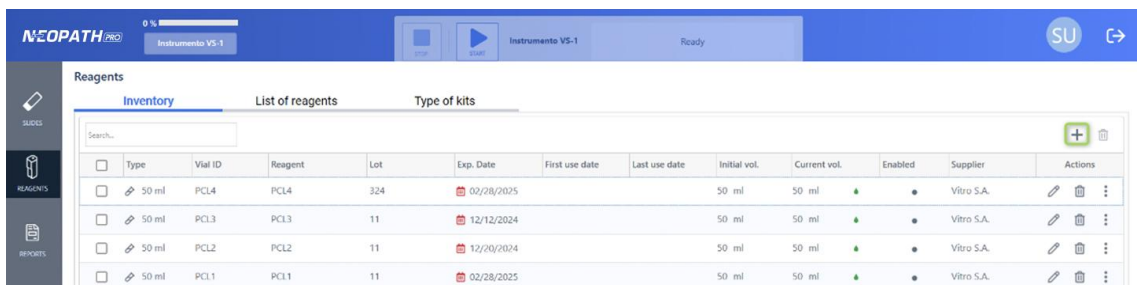 NEOPATH PRO
0 %
Instrumento VS-1
STOP
START
Instrumento VS-1
Ready
SU
SLIDES
REAGENTS
REPORTS
Reagents
Inventory List of reagents Type of kits
Search...
Type Vial ID Reagent Lot Exp. Date First use date Last use date Initial vol. Current vol. Enabled Supplier Actions
50 ml PCL4 PCL4 324 02/28/2025 50 ml 50 ml Vitro S.A.
50 ml PCL3 PCL3 11 12/12/2024 50 ml 50 ml Vitro S.A.
50 ml PCL2 PCL2 11 12/20/2024 50 ml 50 ml Vitro S.A.
50 ml PCL1 PCL1 11 02/28/2025 50 ml 50 ml Vitro S.A.